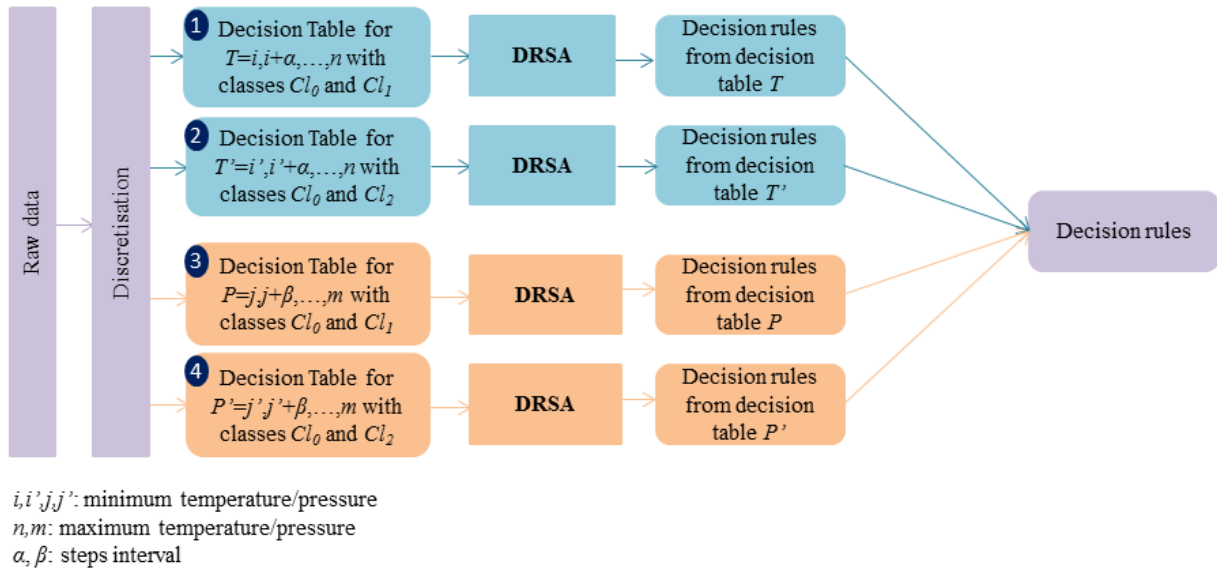 Raw data
Discretisation
1
Decision Table for
T=i,i+α,…,n with
classes Cl₀ and Cl₁
DRSA
Decision rules
from decision
table T
2
Decision Table for
T’=i’,i’+α,…,n with
classes Cl₀ and Cl₂
DRSA
Decision rules
from decision
table T’
3
Decision Table for
P=j,j+β,…,m with
classes Cl₀ and Cl₁
DRSA
Decision rules
from decision
table P
4
Decision Table for
P’=j’,j’+β,…,m with
classes Cl₀ and Cl₂
DRSA
Decision rules
from decision
table P’
Decision rules
i,i’,j,j’: minimum temperature/pressure
n,m: maximum temperature/pressure
α, β: steps interval